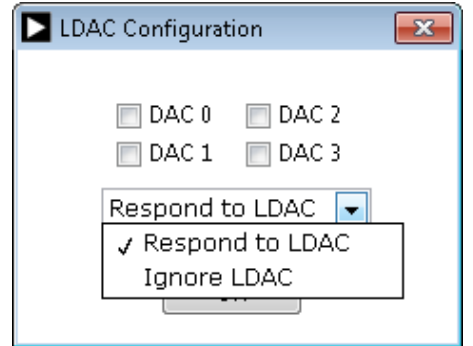 LDAC Configuration
DAC 0 DAC 2
DAC 1 DAC 3
Respond to LDAC
Respond to LDAC
Ignore LDAC